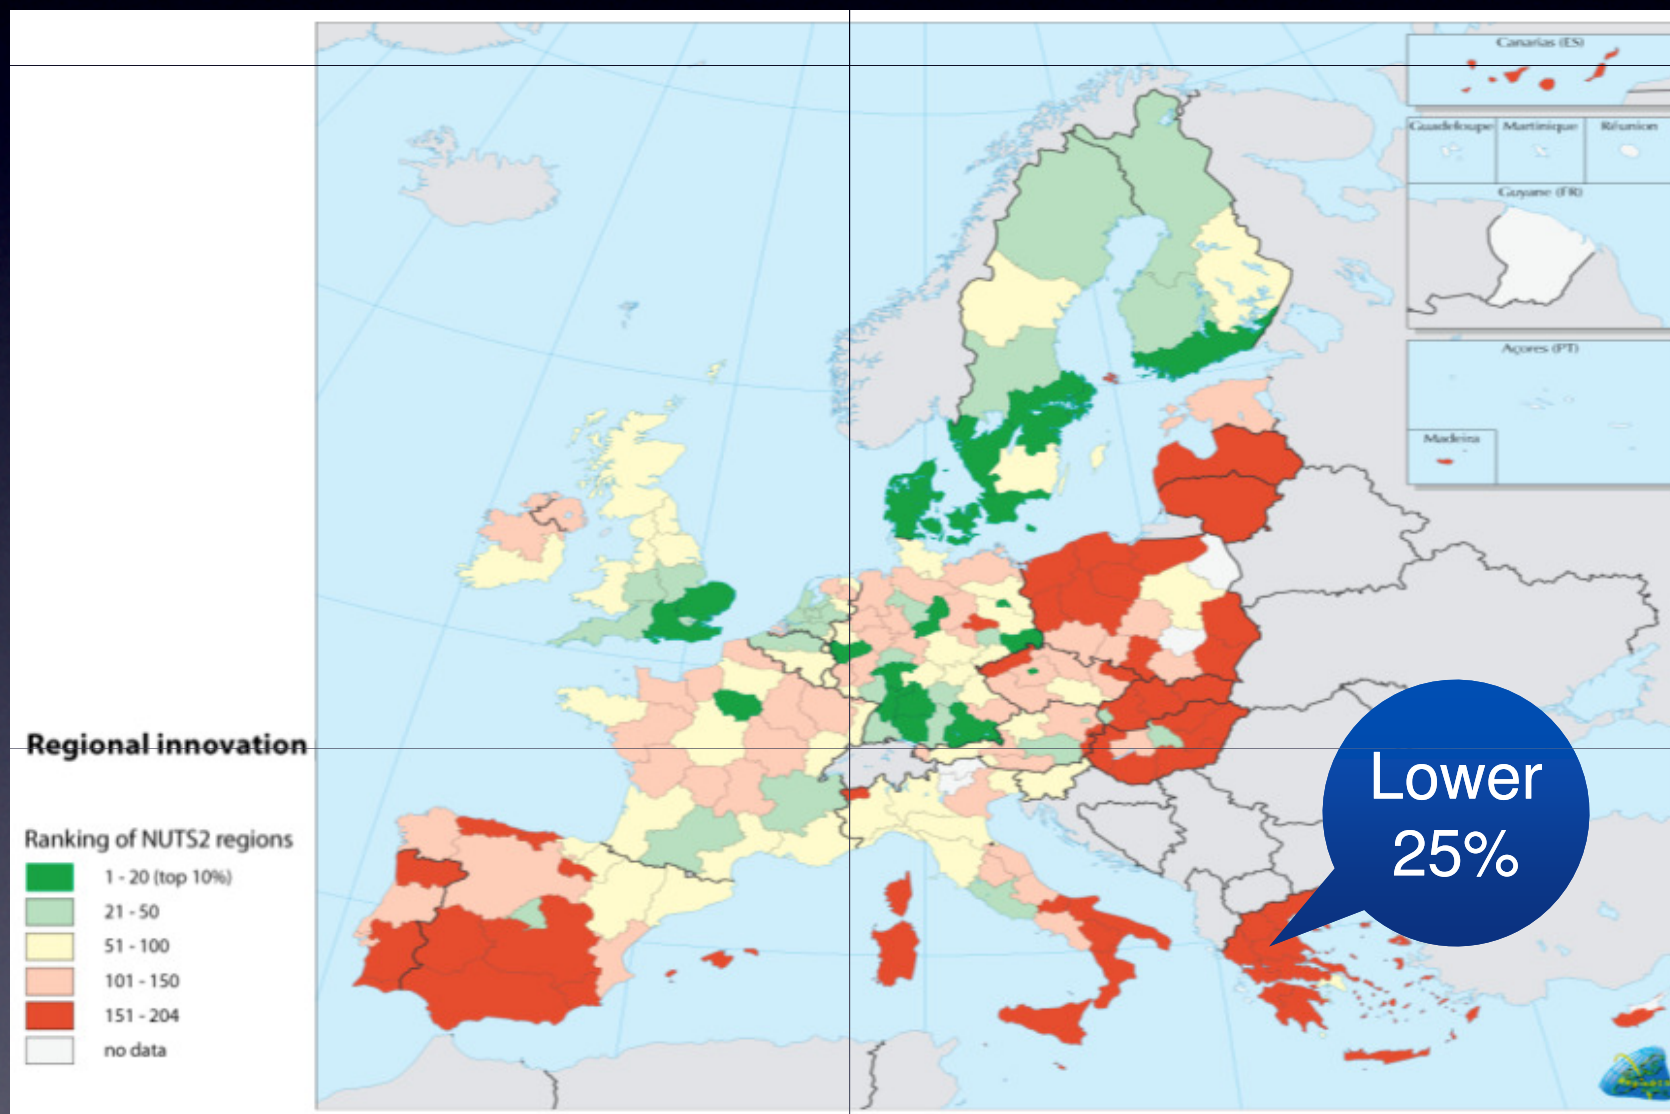 Canarias (ES)
Guadeloupe
Martinique
Réunion
Guyane (FR)
Açores (PT)
Madeira
Regional innovation
Ranking of NUTS2 regions
1 - 20 (top 10%)
21 - 50
51 - 100
101 - 150
151 - 204
no data
Lower
25%